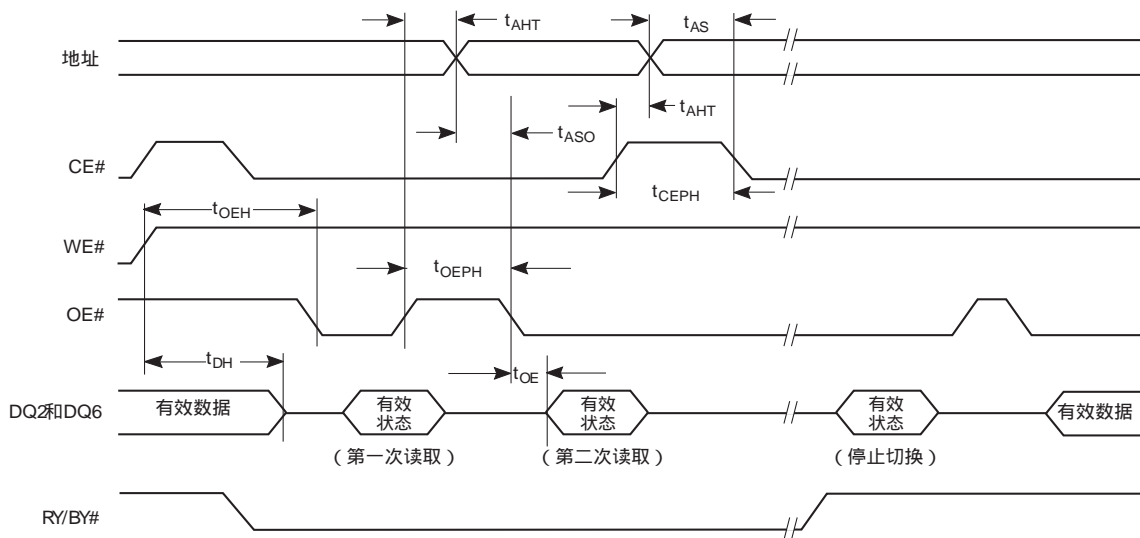 tAHT
tAS
地址
tAHT
tASO
CE#
tCEPH
tOEH
WE#
tOEPH
OE#
tDH
tOE
DQ2和DQ6
有效数据
有效
状态
有效
状态
有效
状态
有效数据
(第一次读取)
(第二次读取)
(停止切换)
RY/BY#